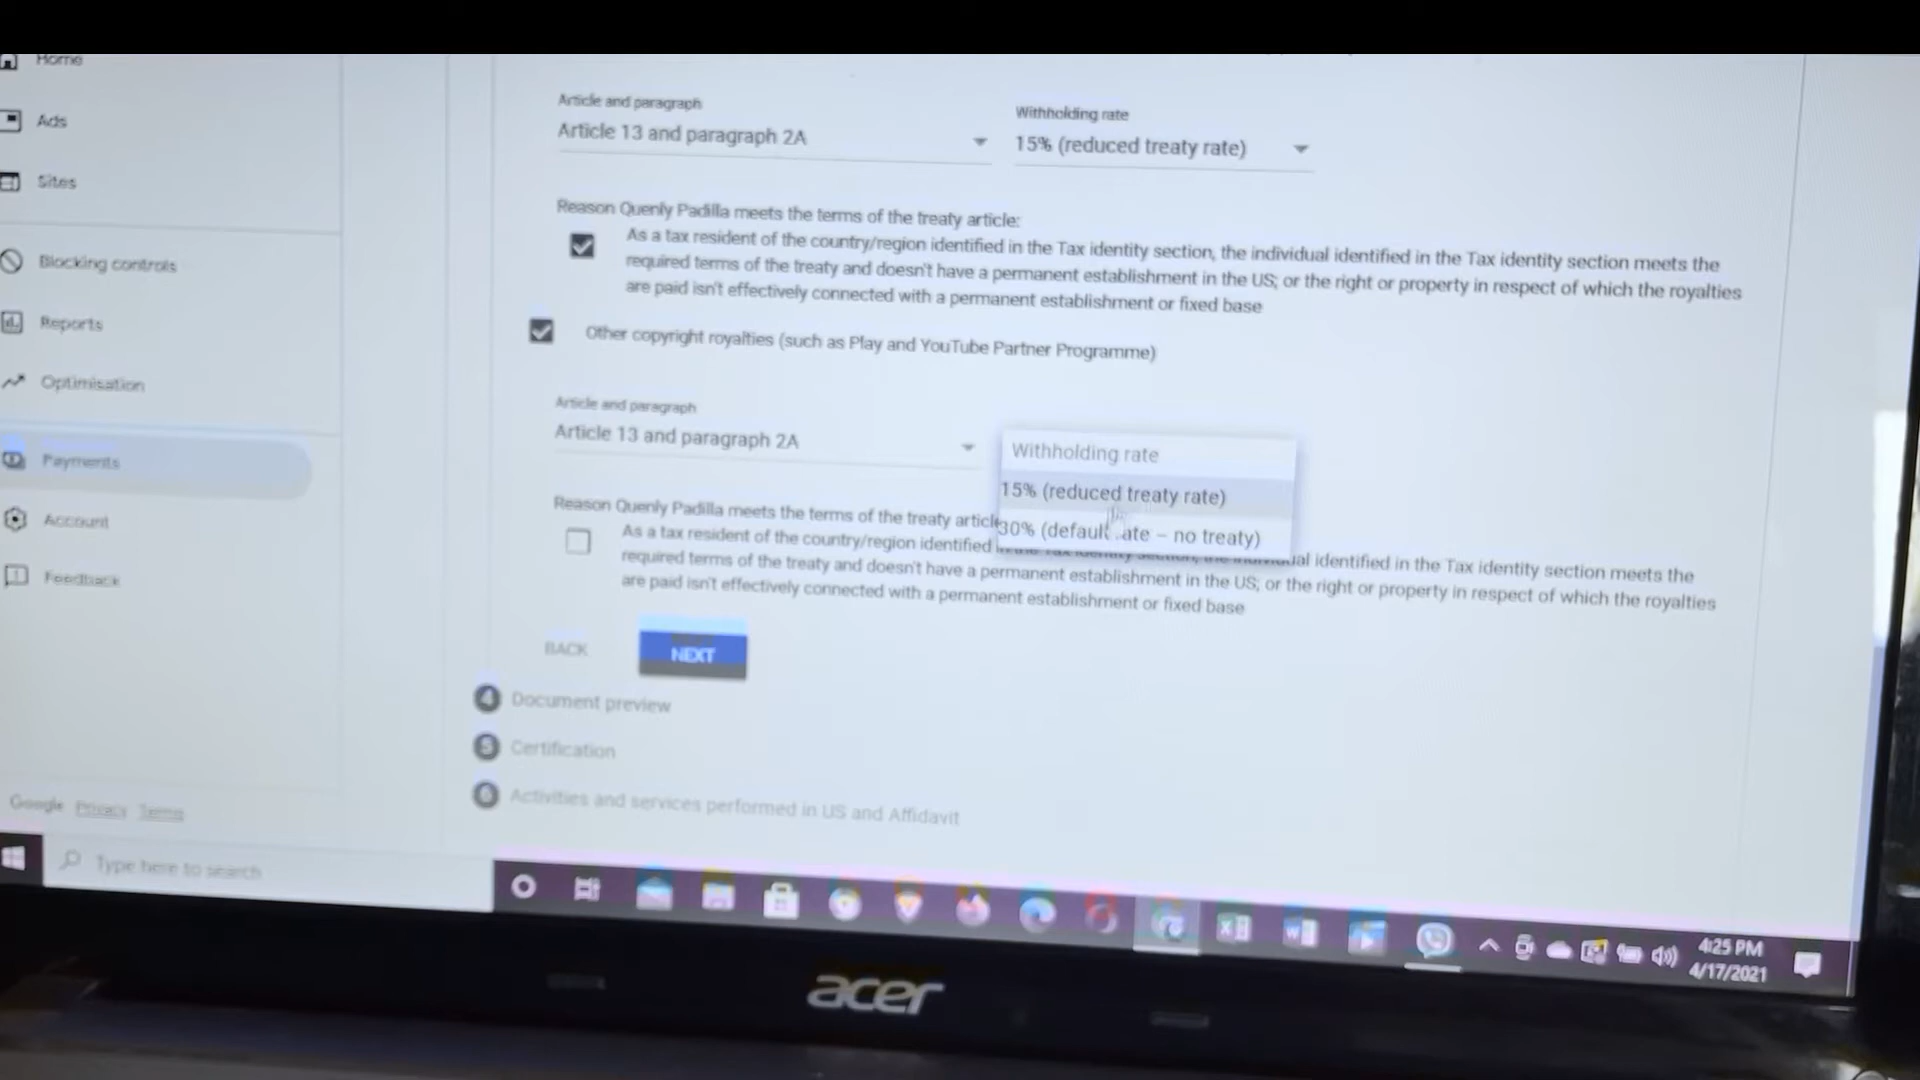 Home
Ads
Sites
Blocking controls
Reports
Optimisation
Payments
Account
Feedback
Google Privacy Terms
Article and paragraph
Article 13 and paragraph 2A
Withholding rate
15% (reduced treaty rate)
Reason Quenly Padilla meets the terms of the treaty article:
As a tax resident of the country/region identified in the Tax identity section, the individual identified in the Tax identity section meets the
required terms of the treaty and doesn't have a permanent establishment in the US; or the right or property in respect of which the royalties
are paid isn't effectively connected with a permanent establishment or fixed base
Other copyright royalties (such as Play and YouTube Partner Programme)
Article and paragraph
Article 13 and paragraph 2A
Withholding rate
15% (reduced treaty rate)
30% (default rate – no treaty)
Reason Quenly Padilla meets the terms of the treaty article
As a tax resident of the country/region identified in the Tax identity section, the individual identified in the Tax identity section meets the
required terms of the treaty and doesn't have a permanent establishment in the US; or the right or property in respect of which the royalties
are paid isn't effectively connected with a permanent establishment or fixed base
BACK
NEXT
4 Document preview
5 Certification
6 Activities and services performed in US and Affidavit
Type here to search
4:25 PM
4/17/2021
acer